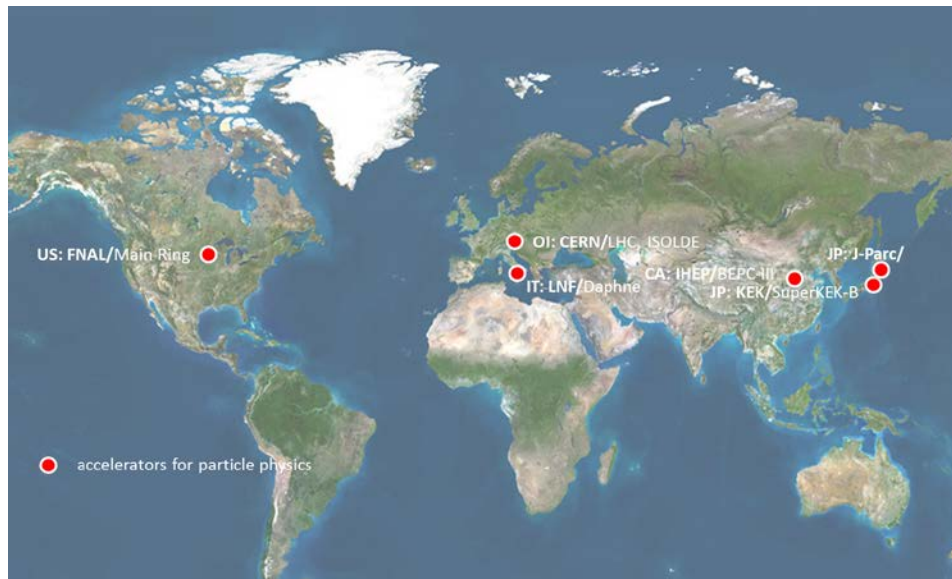 US: FNAL/Main Ring
OI: CERN/LHC, ISOLDE
IT: LNF/Daphne
JP: J-Parc/
CA: IHEP/BEPC-III
JP: KEK/SuperKEK-B
accelerators for particle physics